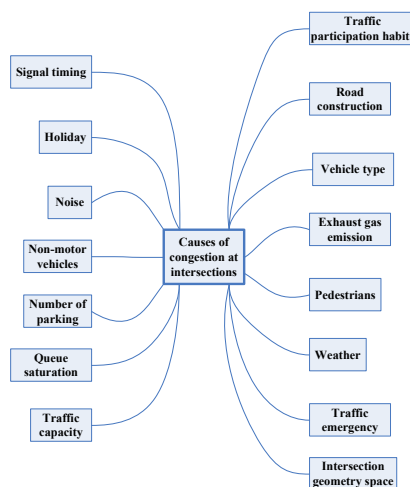 Traffic
participation habit
Signal timing
Road
construction
Holiday
Vehicle type
Noise
Exhaust gas
emission
Causes of
congestion at
intersections
Non-motor
vehicles
Pedestrians
Number of
parking
Weather
Queue
saturation
Traffic
capacity
Traffic
emergency
Intersection
geometry space